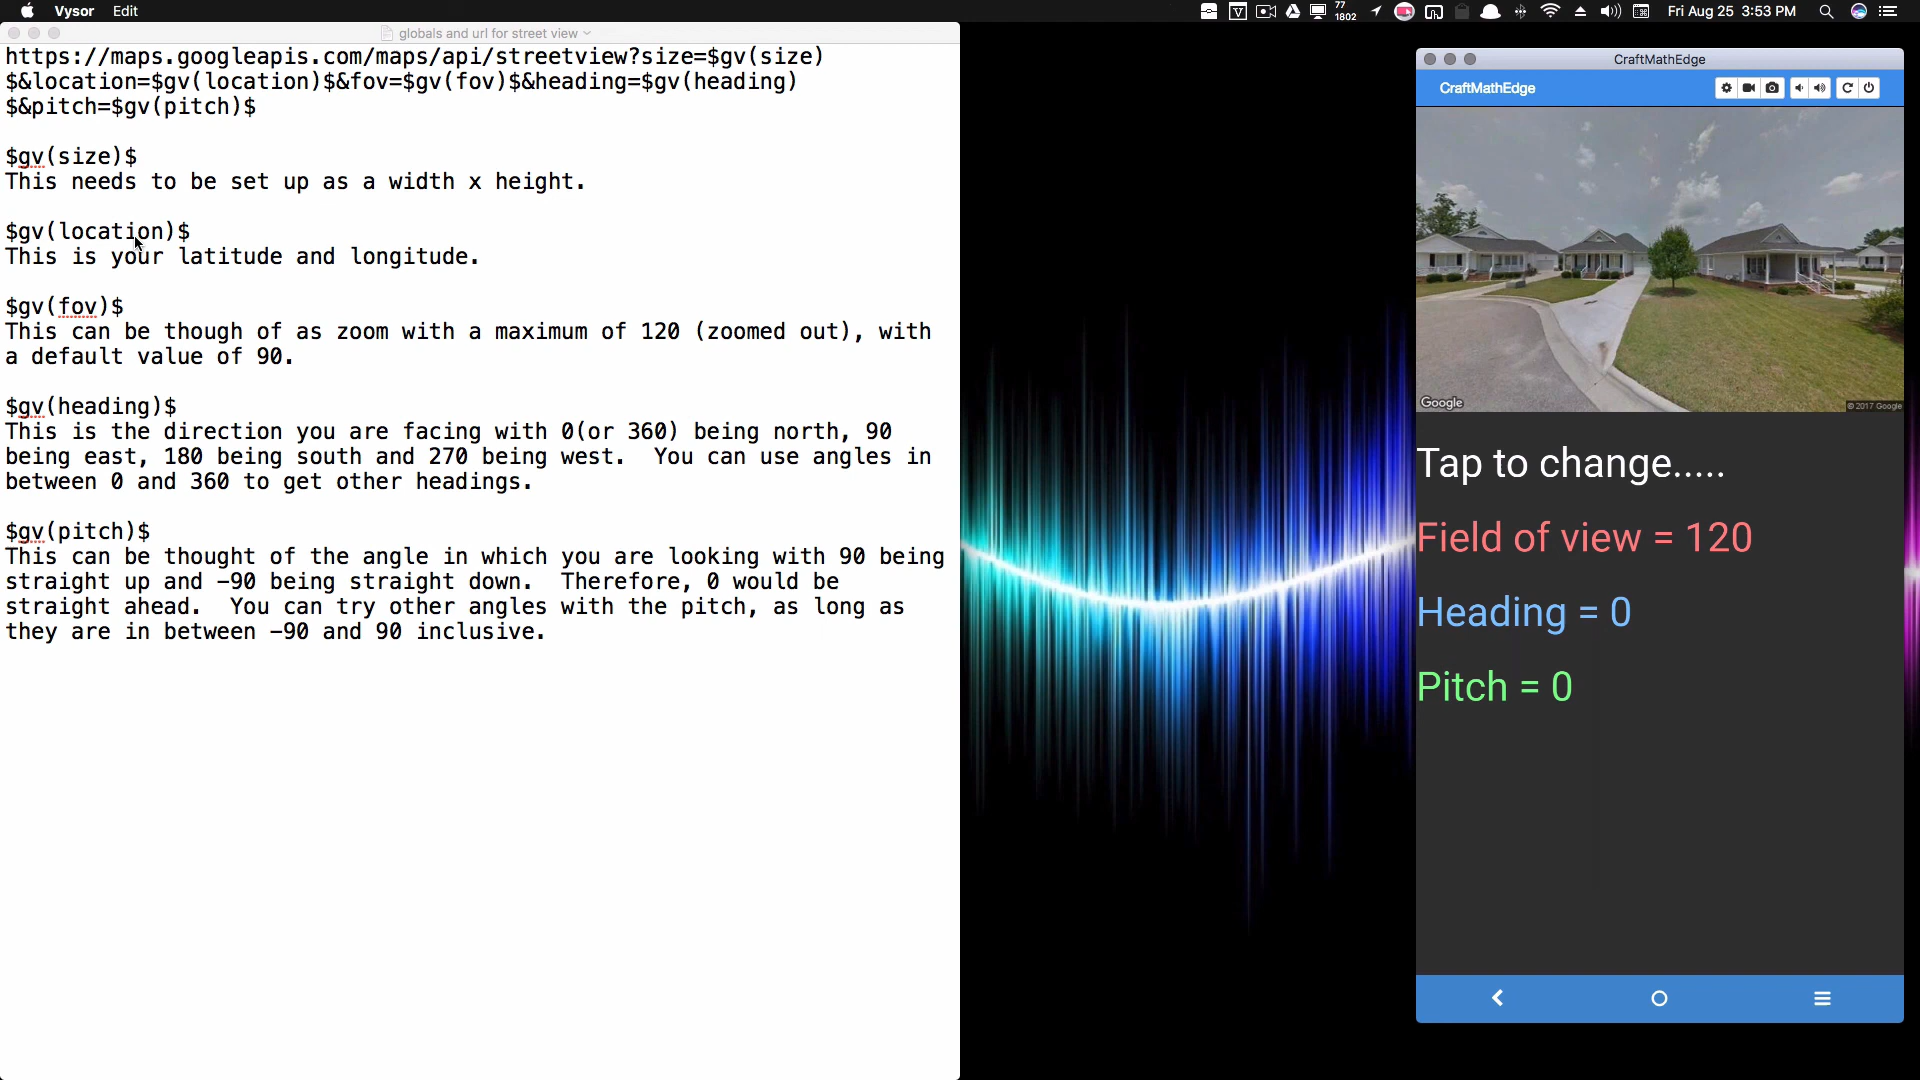 Vysor Edit
77
1802
Fri Aug 25 3:53 PM
globals and url for street view
https://maps.googleapis.com/maps/api/streetview?size=$gv(size)
$&location=$gv(location)$&fov=$gv(fov)$&heading=$gv(heading)
$&pitch=$gv(pitch)$
$gv(size)$
This needs to be set up as a width x height.
$gv(location)$
This is your latitude and longitude.
$gv(fov)$
This can be though of as zoom with a maximum of 120 (zoomed out), with
a default value of 90.
$gv(heading)$
This is the direction you are facing with 0(or 360) being north, 90
being east, 180 being south and 270 being west.  You can use angles in
between 0 and 360 to get other headings.
$gv(pitch)$
This can be thought of the angle in which you are looking with 90 being
straight up and -90 being straight down.  Therefore, 0 would be
straight ahead.  You can try other angles with the pitch, as long as
they are in between -90 and 90 inclusive.
CraftMathEdge
CraftMathEdge
Google
© 2017 Google
Tap to change.....
Field of view = 120
Heading = 0
Pitch = 0